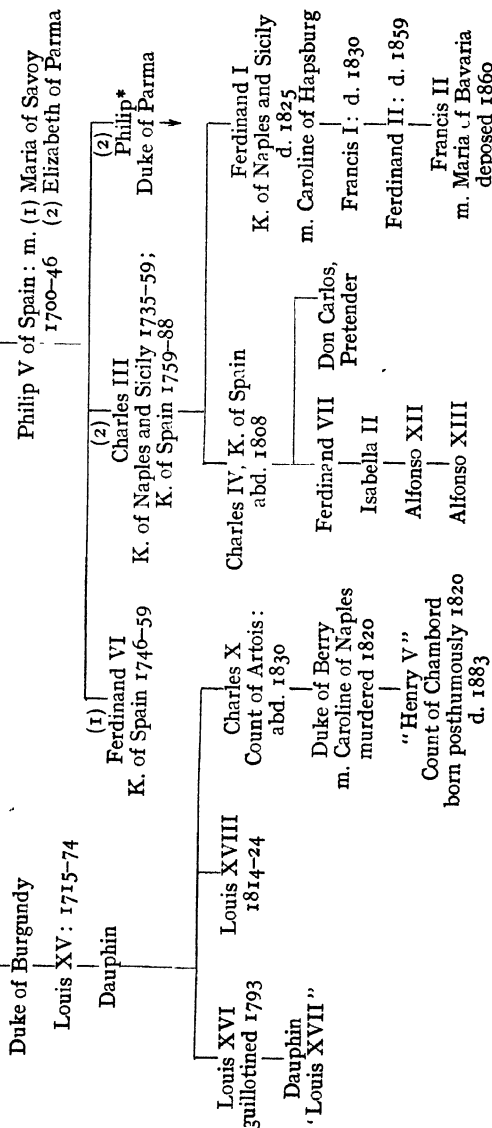 Duke of Burgundy
Louis XV: 1715–74
Dauphin
Louis XVI
guillotined 1793
Dauphin
"Louis XVII"
Louis XVIII
1814–24
Charles X
Count of Artois:
abd. 1830
Duke of Berry
m. Caroline of Naples
murdered 1820
"Henry V"
Count of Chambord
born posthumously 1820
d. 1883
Philip V of Spain: m. (1) Maria of Savoy
1700–46 (2) Elizabeth of Parma
(1)
Ferdinand VI
K. of Spain 1746–59
(2)
Charles III
K. of Naples and Sicily 1735–59;
K. of Spain 1759–88
(2)
Philip*
Duke of Parma
Charles IV, K. of Spain
abd. 1808
Ferdinand VII
Isabella II
Alfonso XII
Alfonso XIII
Don Carlos,
Pretender
Ferdinand I
K. of Naples and Sicily
d. 1825
m. Caroline of Hapsburg
Francis I: d. 1830
Ferdinand II: d. 1859
Francis II
m. Maria of Bavaria
deposed 1860